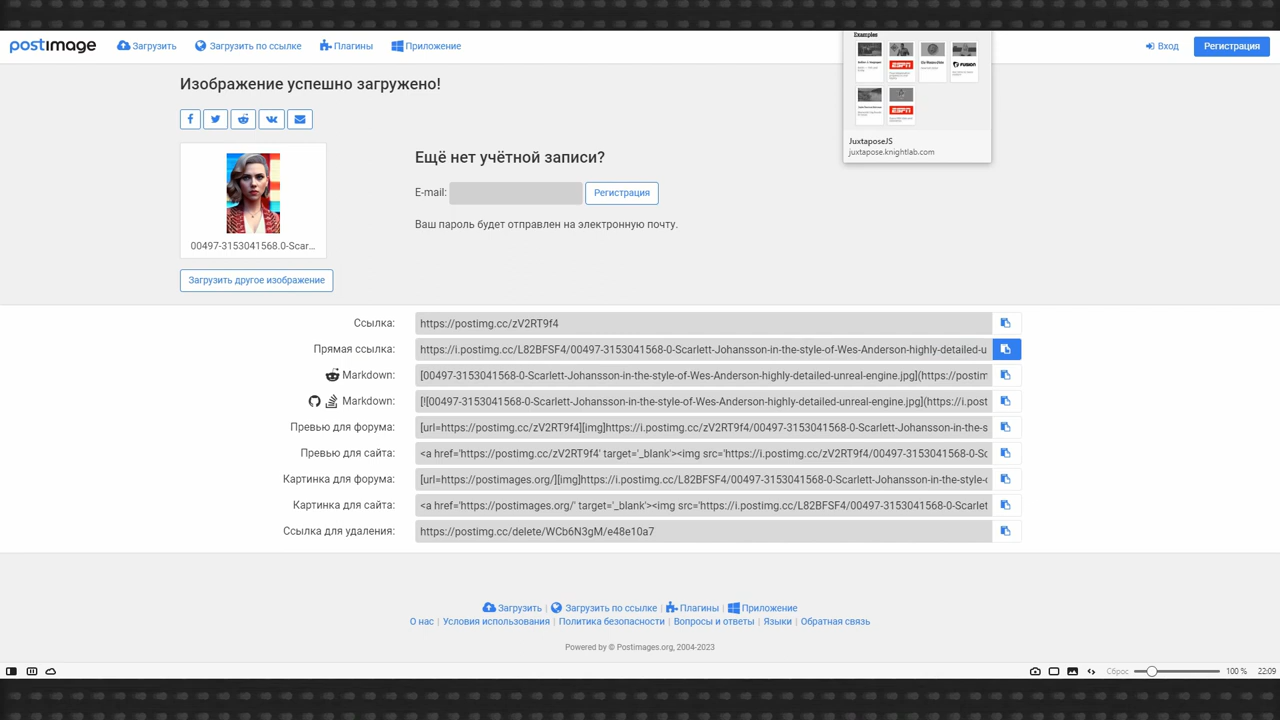 postimage
Загрузить
Загрузить по ссылке
Плагины
Приложение
Examples
Вход
Регистрация
ESPN
FUSION
ESPN
JuxtaposeJS
juxtapose.knightlab.com
Изображение успешно загружено!
Ещё нет учётной записи?
E-mail:
Регистрация
Ваш пароль будет отправлен на электронную почту.
00497-3153041568.0-Scar...
Загрузить другое изображение
Ссылка:
https://postimg.cc/zV2RT9f4
Прямая ссылка:
https://i.postimg.cc/L82BFSF4/00497-3153041568-0-Scarlett-Johansson-in-the-style-of-Wes-Anderson-highly-detailed-u
Markdown:
[00497-3153041568-0-Scarlett-Johansson-in-the-style-of-Wes-Anderson-highly-detailed-unreal-engine.jpg](https://postim
Markdown:
[![00497-3153041568-0-Scarlett-Johansson-in-the-style-of-Wes-Anderson-highly-detailed-unreal-engine.jpg](https://i.post
Превью для форума:
[url=https://postimg.cc/zV2RT9f4][img]https://i.postimg.cc/zV2RT9f4/00497-3153041568-0-Scarlett-Johansson-in-the-s
Превью для сайта:
<a href='https://postimg.cc/zV2RT9f4' target='_blank'><img src='https://i.postimg.cc/zV2RT9f4/00497-3153041568-0-Sc
Картинка для форума:
[url=https://postimages.org/][img]https://i.postimg.cc/L82BFSF4/00497-3153041568-0-Scarlett-Johansson-in-the-style-
Картинка для сайта:
<a href='https://postimages.org/' target='_blank'><img src='https://i.postimg.cc/L82BFSF4/00497-3153041568-0-Scarlet
Ссылка для удаления:
https://postimg.cc/delete/WCb6N3gM/e48e10a7
Загрузить | Загрузить по ссылке | Плагины | Приложение
О нас | Условия использования | Политика безопасности | Вопросы и ответы | Языки | Обратная связь
Powered by © Postimages.org, 2004-2023
Сброс
100 %
22:09